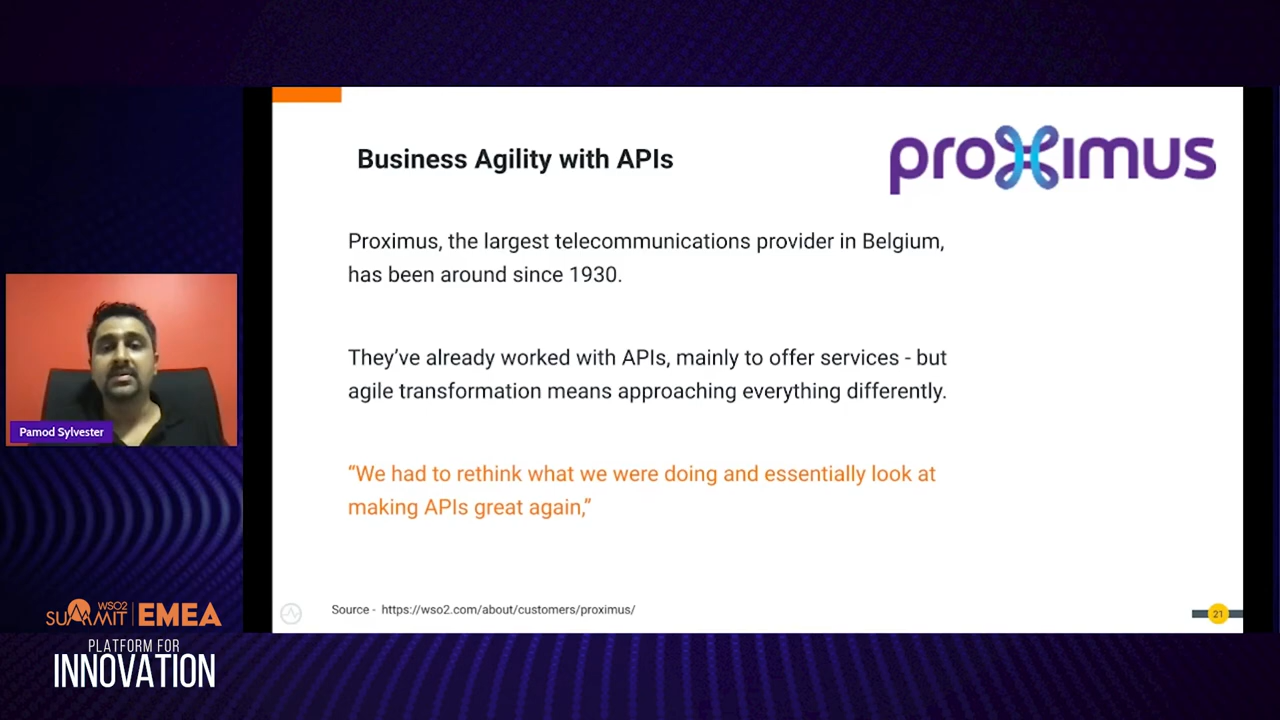 Business Agility with APIs
proximus
Proximus, the largest telecommunications provider in Belgium,
has been around since 1930.
They’ve already worked with APIs, mainly to offer services - but
agile transformation means approaching everything differently.
“We had to rethink what we were doing and essentially look at
making APIs great again,”
Source - https://wso2.com/about/customers/proximus/
21
Pamod Sylvester
WSO2
SUMMIT EMEA
PLATFORM FOR
INNOVATION